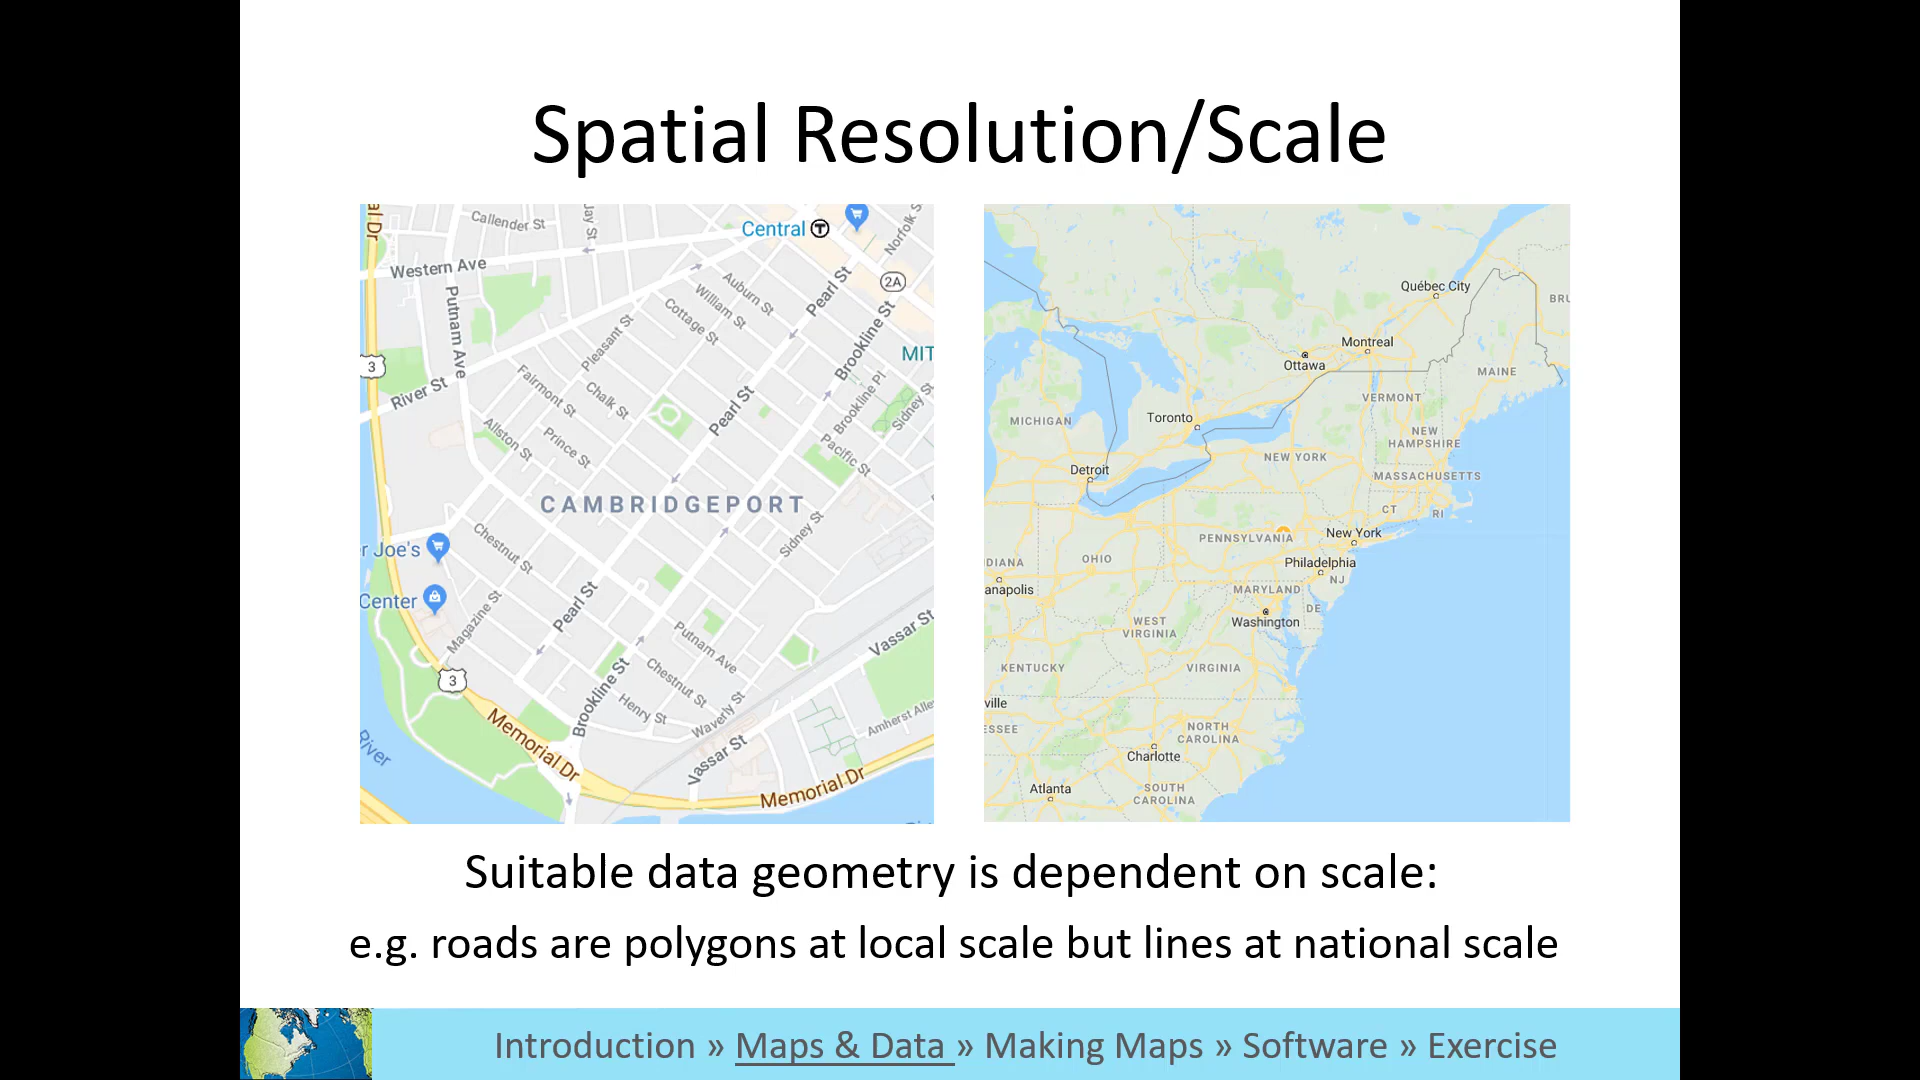 Spatial Resolution/Scale
al Dr
Callender St
Jay St
Central T
Norfolk S
Western Ave
2A
Putnam Ave
Auburn St
William St
Cottage St
Pearl St
Pleasant St
Brookline St
MIT
3
River St
Fairmont St
Chalk St
Pearl St
Brookline Pl
Sidney St
Allston St
Prince St
Pacific St
CAMBRIDGEPORT
Chestnut St
Sidney St
r Joe's
Center
Magazine St
Pearl St
Putnam Ave
Vassar St
3
Brookline St
Chestnut St
Henry St
Waverly St
Amherst Alle
River
Memorial Dr
Vassar St
Memorial Dr
Québec City
BRU
Montreal
Ottawa
MAINE
VERMONT
Toronto
MICHIGAN
NEW
HAMPSHIRE
NEW YORK
Detroit
MASSACHUSETTS
CT
RI
PENNSYLVANIA
New York
OHIO
DIANA
Philadelphia
NJ
anapolis
MARYLAND
DE
WEST
VIRGINIA
Washington
KENTUCKY
VIRGINIA
ville
ESSEE
NORTH
CAROLINA
Charlotte
Atlanta
SOUTH
CAROLINA
Suitable data geometry is dependent on scale:
e.g. roads are polygons at local scale but lines at national scale
Introduction » Maps & Data » Making Maps » Software » Exercise